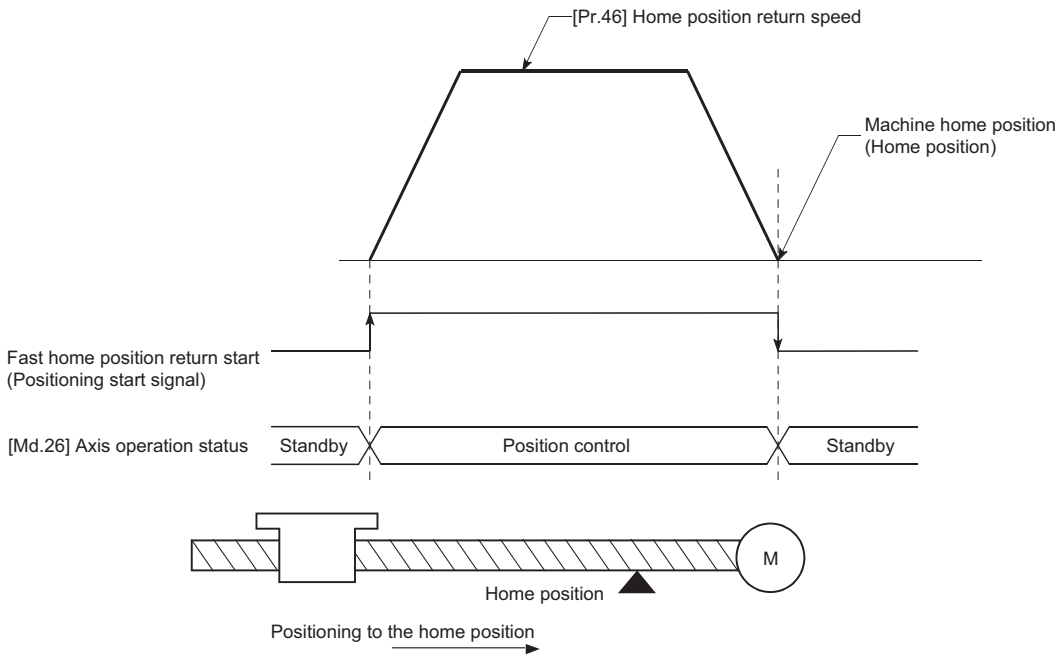 [Pr.46] Home position return speed
Machine home position
(Home position)
Fast home position return start
(Positioning start signal)
[Md.26] Axis operation status
Standby
Position control
Standby
M
Home position
Positioning to the home position